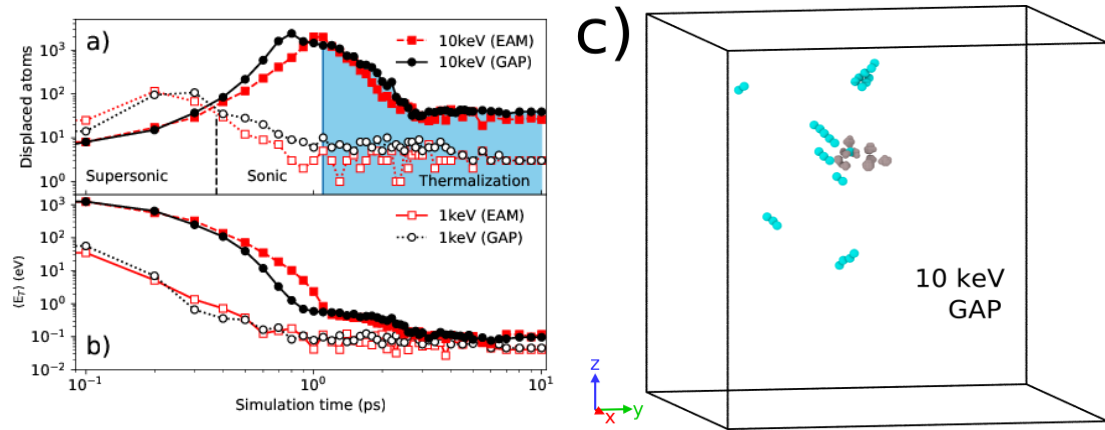 a)
10keV (EAM)
10keV (GAP)
Displaced atoms
10³
10²
10¹
10⁰
Supersonic
Sonic
Thermalization
1keV (EAM)
1keV (GAP)
⟨E_T⟩ (eV)
10³
10²
10¹
10⁰
10⁻¹
10⁻²
b)
10⁻¹
10⁰
10¹
Simulation time (ps)
c)
10 keV
GAP
z
x
y